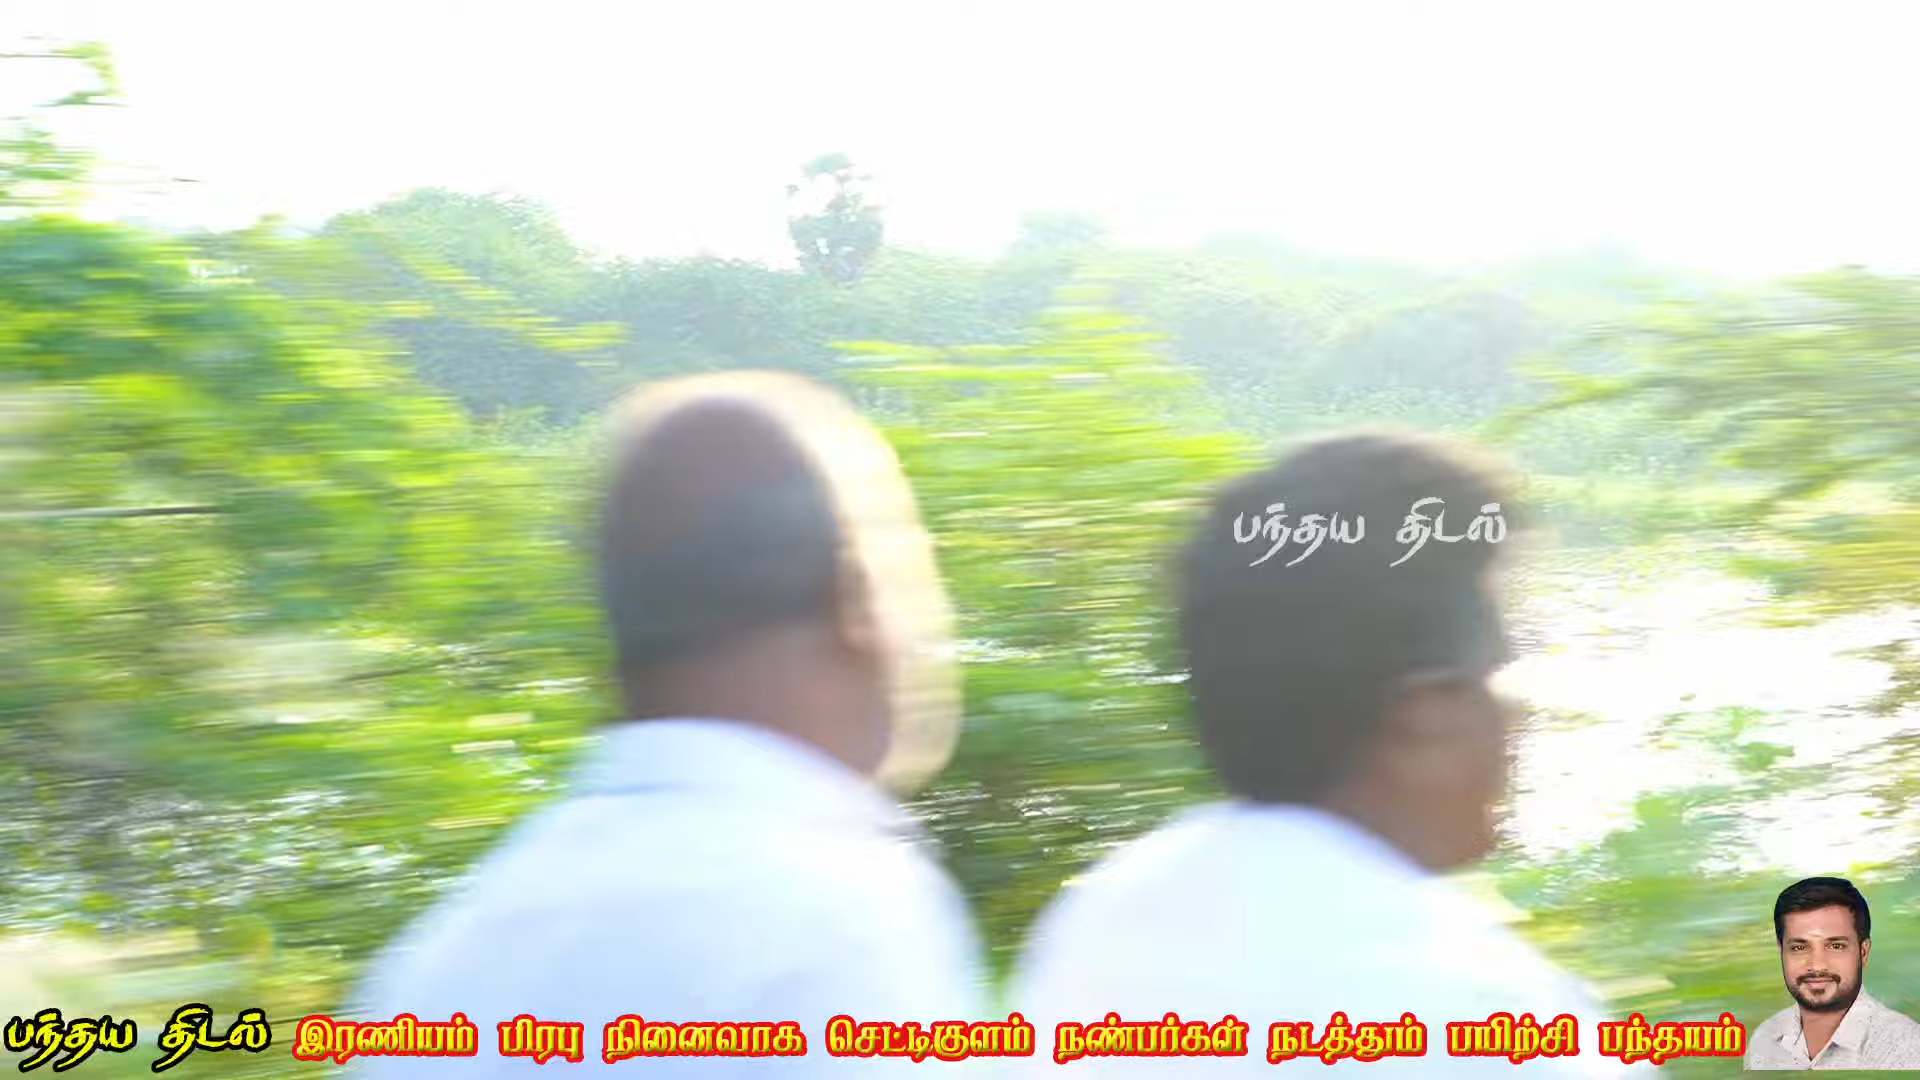 பந்தய திடல்
பந்தய திடல் இரணியம் பிரபு நினைவாக செட்டிகுளம் நண்பர்கள் நடத்தும் பயிற்சி பந்தயம்